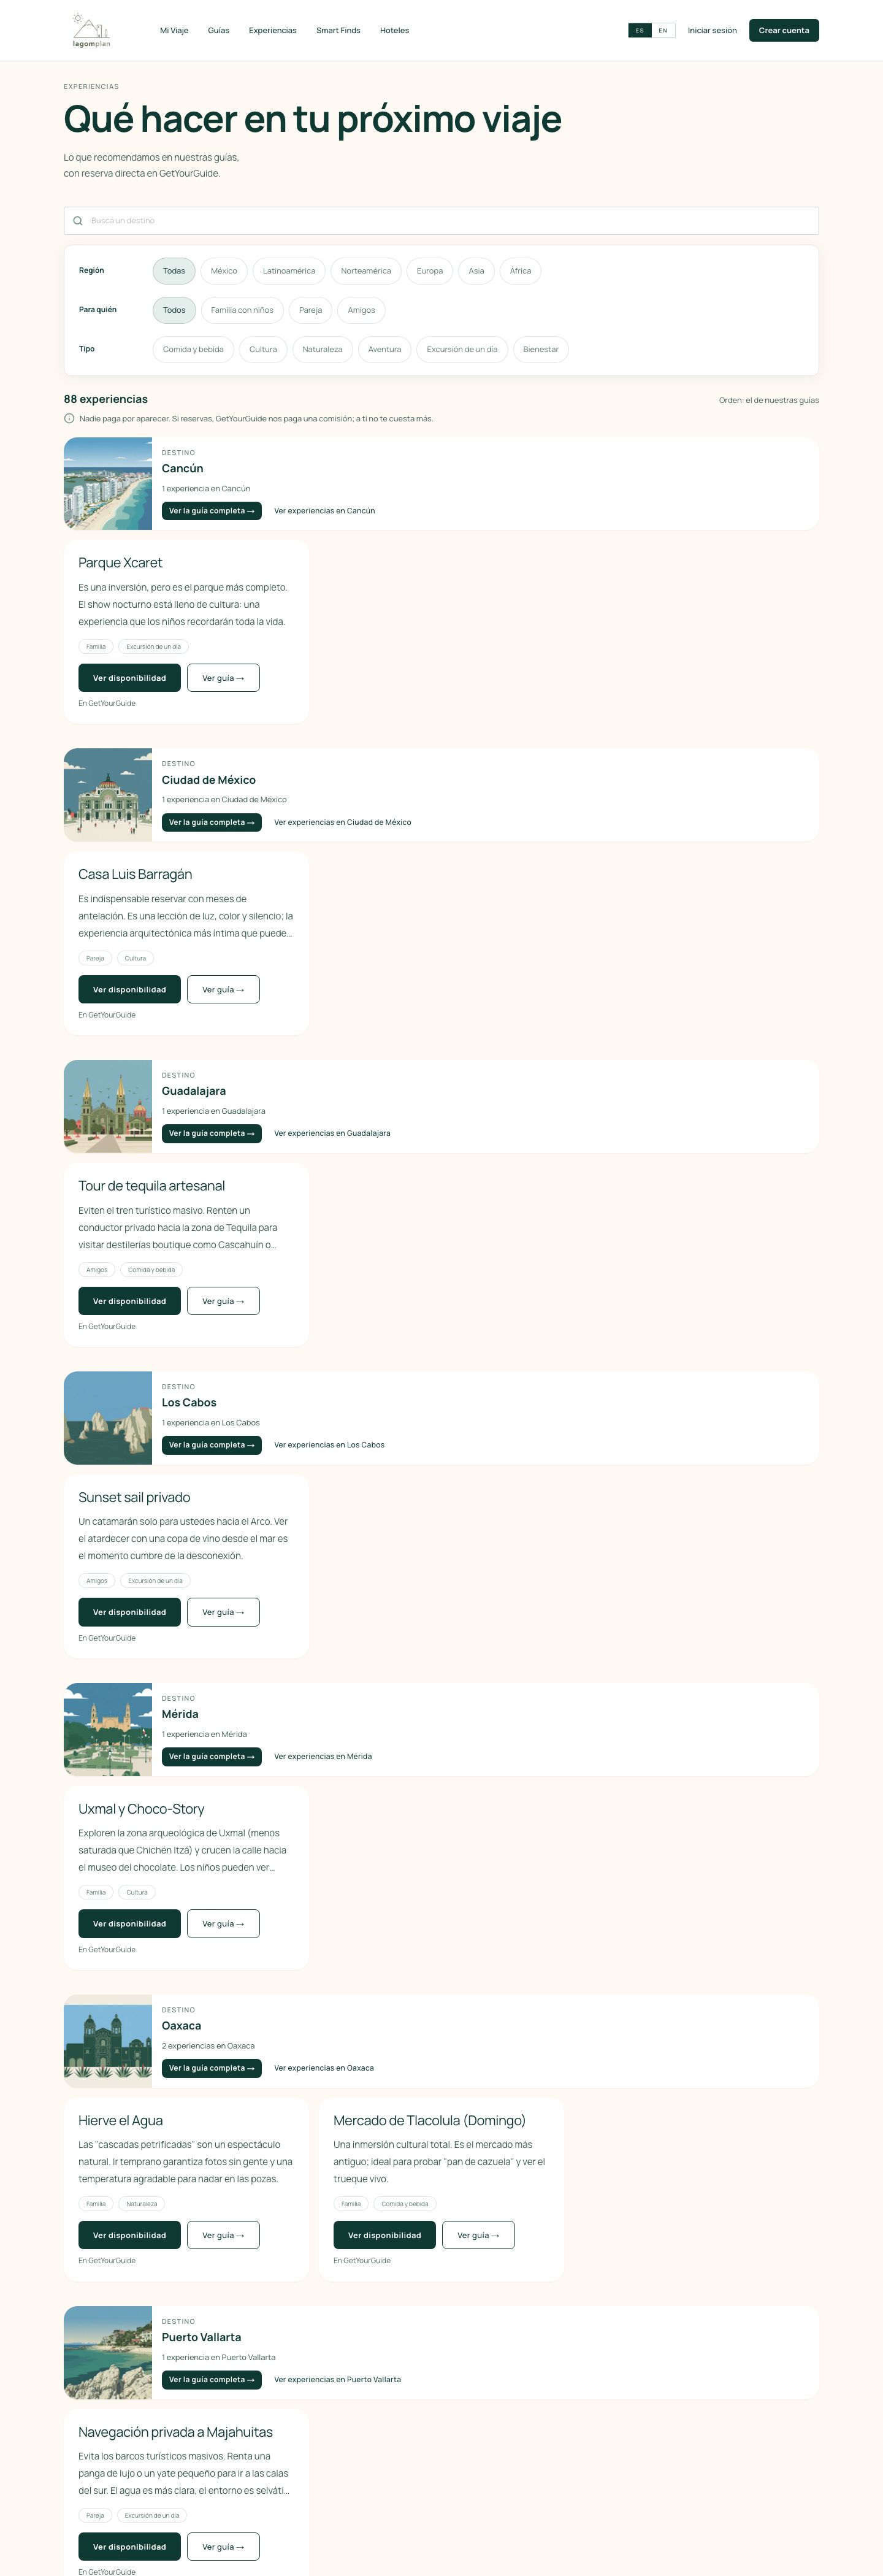 lagomplan
Mi Viaje
Guías
Experiencias
Smart Finds
Hoteles
ES
EN
Iniciar sesión
Crear cuenta
EXPERIENCIAS
Qué hacer en tu próximo viaje
Lo que recomendamos en nuestras guías,
con reserva directa en GetYourGuide.
Busca un destino
Región
Todas
México
Latinoamérica
Norteamérica
Europa
Asia
África
Para quién
Todos
Familia con niños
Pareja
Amigos
Tipo
Comida y bebida
Cultura
Naturaleza
Aventura
Excursión de un día
Bienestar
88 experiencias
Orden: el de nuestras guías
Nadie paga por aparecer. Si reservas, GetYourGuide nos paga una comisión; a ti no te cuesta más.
DESTINO
Cancún
1 experiencia en Cancún
Ver la guía completa →
Ver experiencias en Cancún
Parque Xcaret
Es una inversión, pero es el parque más completo.
El show nocturno está lleno de cultura: una
experiencia que los niños recordarán toda la vida.
Familia
Excursión de un día
Ver disponibilidad
Ver guía →
En GetYourGuide
DESTINO
Ciudad de México
1 experiencia en Ciudad de México
Ver la guía completa →
Ver experiencias en Ciudad de México
Casa Luis Barragán
Es indispensable reservar con meses de
antelación. Es una lección de luz, color y silencio; la
experiencia arquitectónica más íntima que puede…
Pareja
Cultura
Ver disponibilidad
Ver guía →
En GetYourGuide
DESTINO
Guadalajara
1 experiencia en Guadalajara
Ver la guía completa →
Ver experiencias en Guadalajara
Tour de tequila artesanal
Eviten el tren turístico masivo. Renten un
conductor privado hacia la zona de Tequila para
visitar destilerías boutique como Cascahuín o…
Amigos
Comida y bebida
Ver disponibilidad
Ver guía →
En GetYourGuide
DESTINO
Los Cabos
1 experiencia en Los Cabos
Ver la guía completa →
Ver experiencias en Los Cabos
Sunset sail privado
Un catamarán solo para ustedes hacia el Arco. Ver
el atardecer con una copa de vino desde el mar es
el momento cumbre de la desconexión.
Amigos
Excursión de un día
Ver disponibilidad
Ver guía →
En GetYourGuide
DESTINO
Mérida
1 experiencia en Mérida
Ver la guía completa →
Ver experiencias en Mérida
Uxmal y Choco-Story
Exploren la zona arqueológica de Uxmal (menos
saturada que Chichén Itzá) y crucen la calle hacia
el museo del chocolate. Los niños pueden ver…
Familia
Cultura
Ver disponibilidad
Ver guía →
En GetYourGuide
DESTINO
Oaxaca
2 experiencias en Oaxaca
Ver la guía completa →
Ver experiencias en Oaxaca
Hierve el Agua
Las "cascadas petrificadas" son un espectáculo
natural. Ir temprano garantiza fotos sin gente y una
temperatura agradable para nadar en las pozas.
Familia
Naturaleza
Ver disponibilidad
Ver guía →
En GetYourGuide
Mercado de Tlacolula (Domingo)
Una inmersión cultural total. Es el mercado más
antiguo; ideal para probar "pan de cazuela" y ver el
trueque vivo.
Familia
Comida y bebida
Ver disponibilidad
Ver guía →
En GetYourGuide
DESTINO
Puerto Vallarta
1 experiencia en Puerto Vallarta
Ver la guía completa →
Ver experiencias en Puerto Vallarta
Navegación privada a Majahuitas
Evita los barcos turísticos masivos. Renta una
panga de lujo o un yate pequeño para ir a las calas
del sur. El agua es más clara, el entorno es selváti…
Pareja
Excursión de un día
Ver disponibilidad
Ver guía →
En GetYourGuide